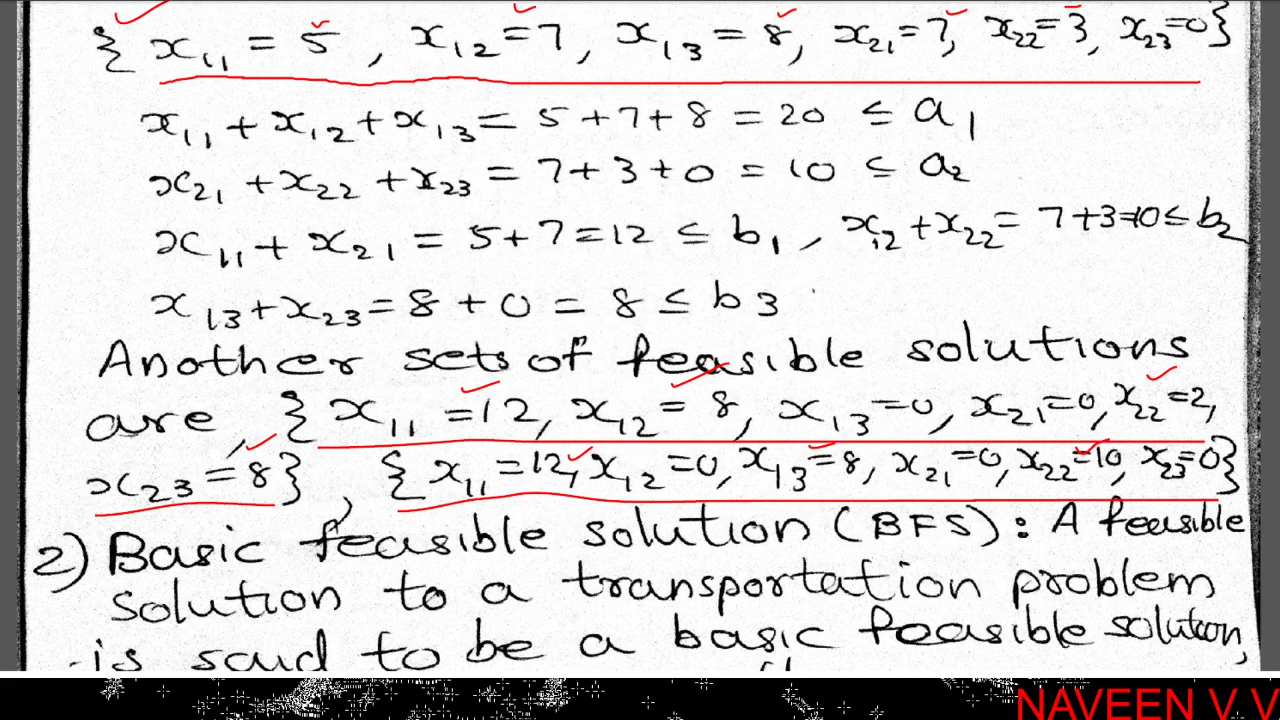 { x₁₁ = 5, x₁₂ = 7, x₁₃ = 8, x₂₁ = 7, x₂₂ = 3, x₂₃ = 0}
x₁₁ + x₁₂ + x₁₃ = 5 + 7 + 8 = 20 ≤ a₁
x₂₁ + x₂₂ + x₂₃ = 7 + 3 + 0 = 10 ≤ a₂
x₁₁ + x₂₁ = 5 + 7 = 12 ≤ b₁, x₁₂ + x₂₂ = 7 + 3 = 10 ≤ b₂
x₁₃ + x₂₃ = 8 + 0 = 8 ≤ b₃
Another sets of feasible solutions
are, { x₁₁ = 12, x₁₂ = 8, x₁₃ = 0, x₂₁ = 0, x₂₂ = 2,
x₂₃ = 8}, {x₁₁ = 12, x₁₂ = 0, x₁₃ = 8, x₂₁ = 0, x₂₂ = 10, x₂₃ = 0}
2) Basic feasible solution (BFS): A feasible
solution to a transportation problem
is said to be a basic feasible solution,
NAVEEN V V